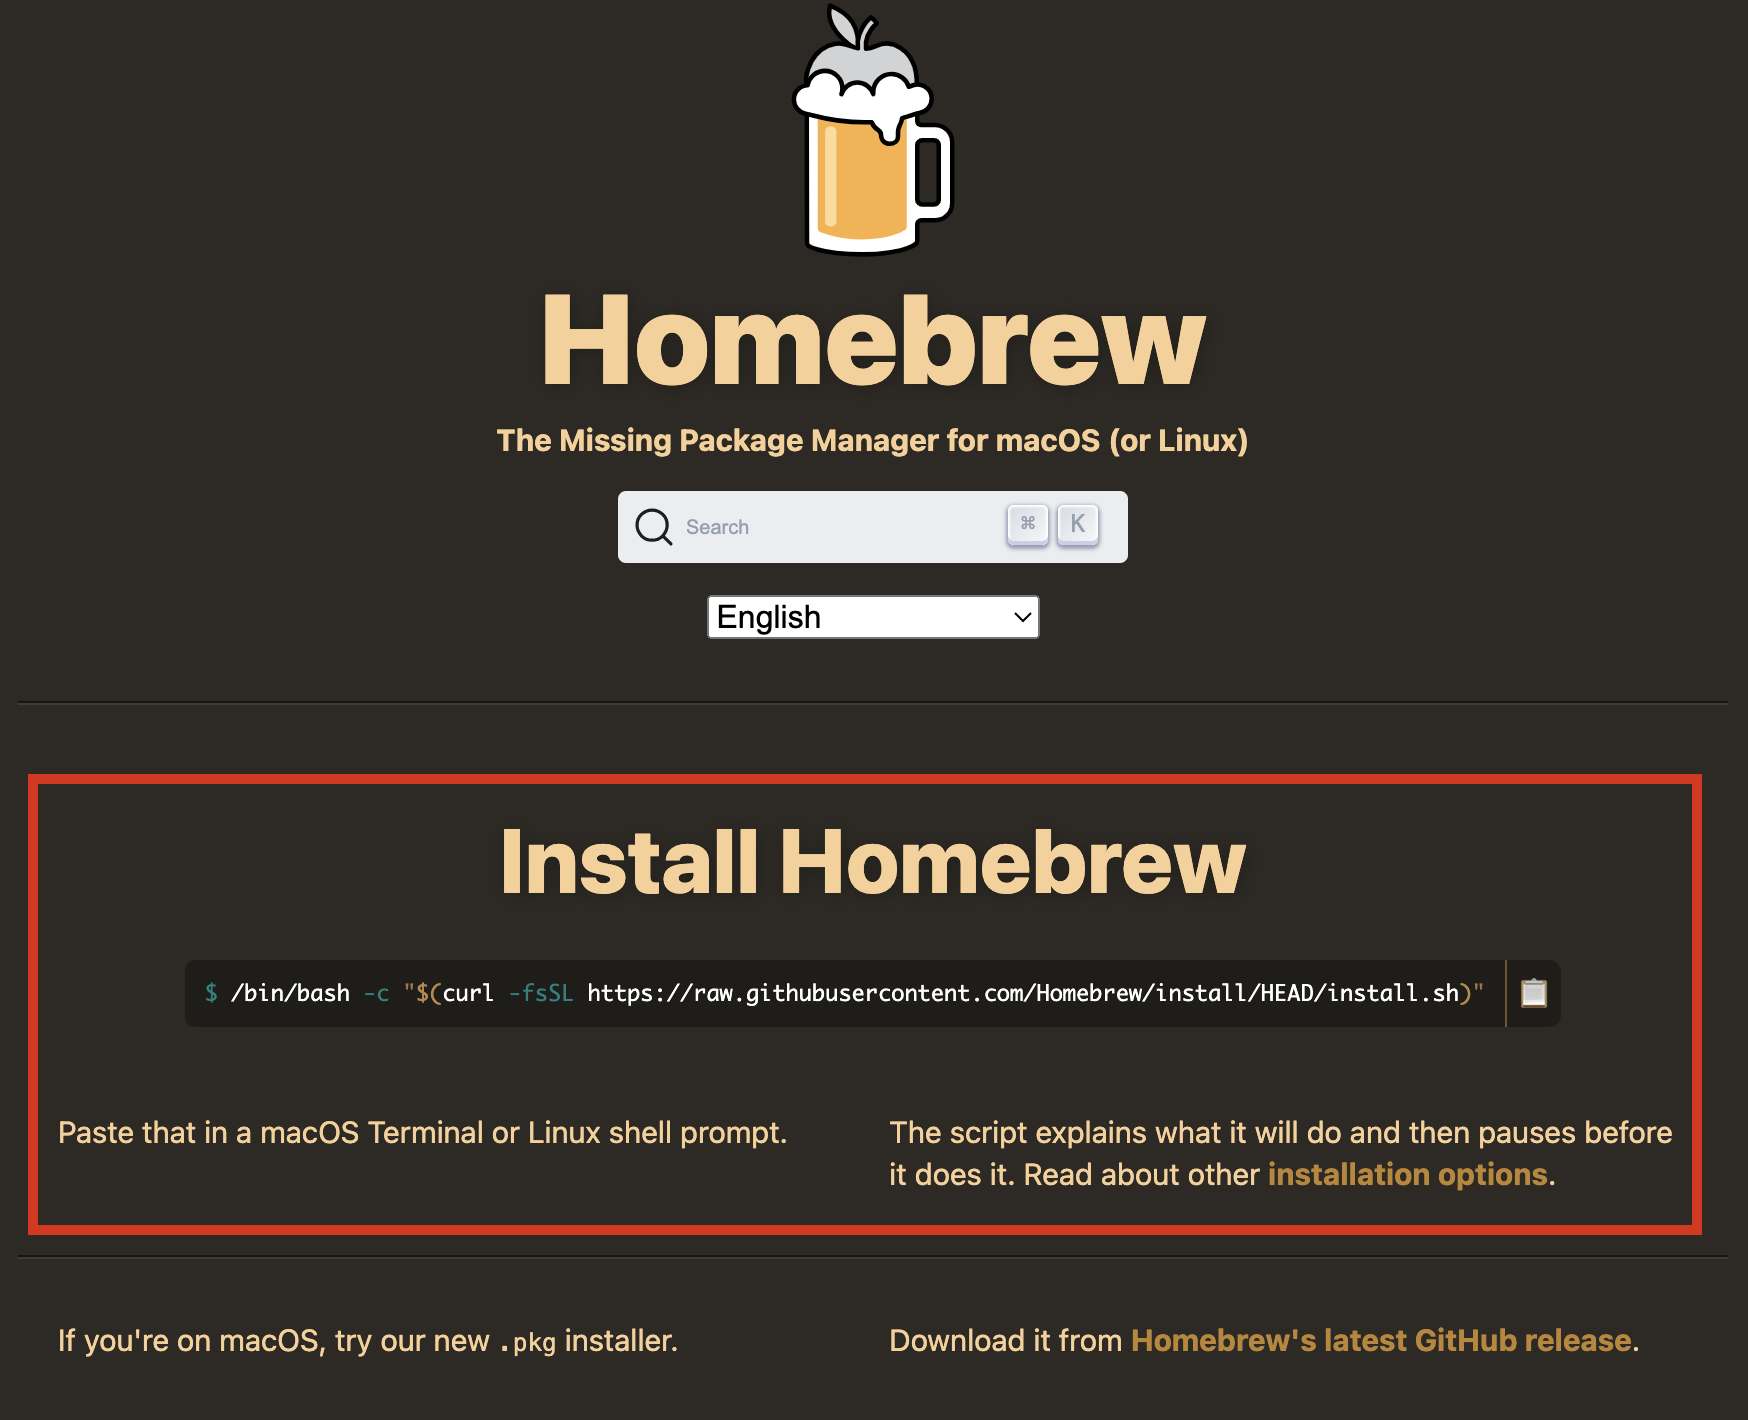 Homebrew
The Missing Package Manager for macOS (or Linux)
Search ⌘ K
English
Install Homebrew
$ /bin/bash -c "$(curl -fsSL https://raw.githubusercontent.com/Homebrew/install/HEAD/install.sh)"
Paste that in a macOS Terminal or Linux shell prompt.
The script explains what it will do and then pauses before
it does it. Read about other installation options.
If you're on macOS, try our new .pkg installer.
Download it from Homebrew's latest GitHub release.